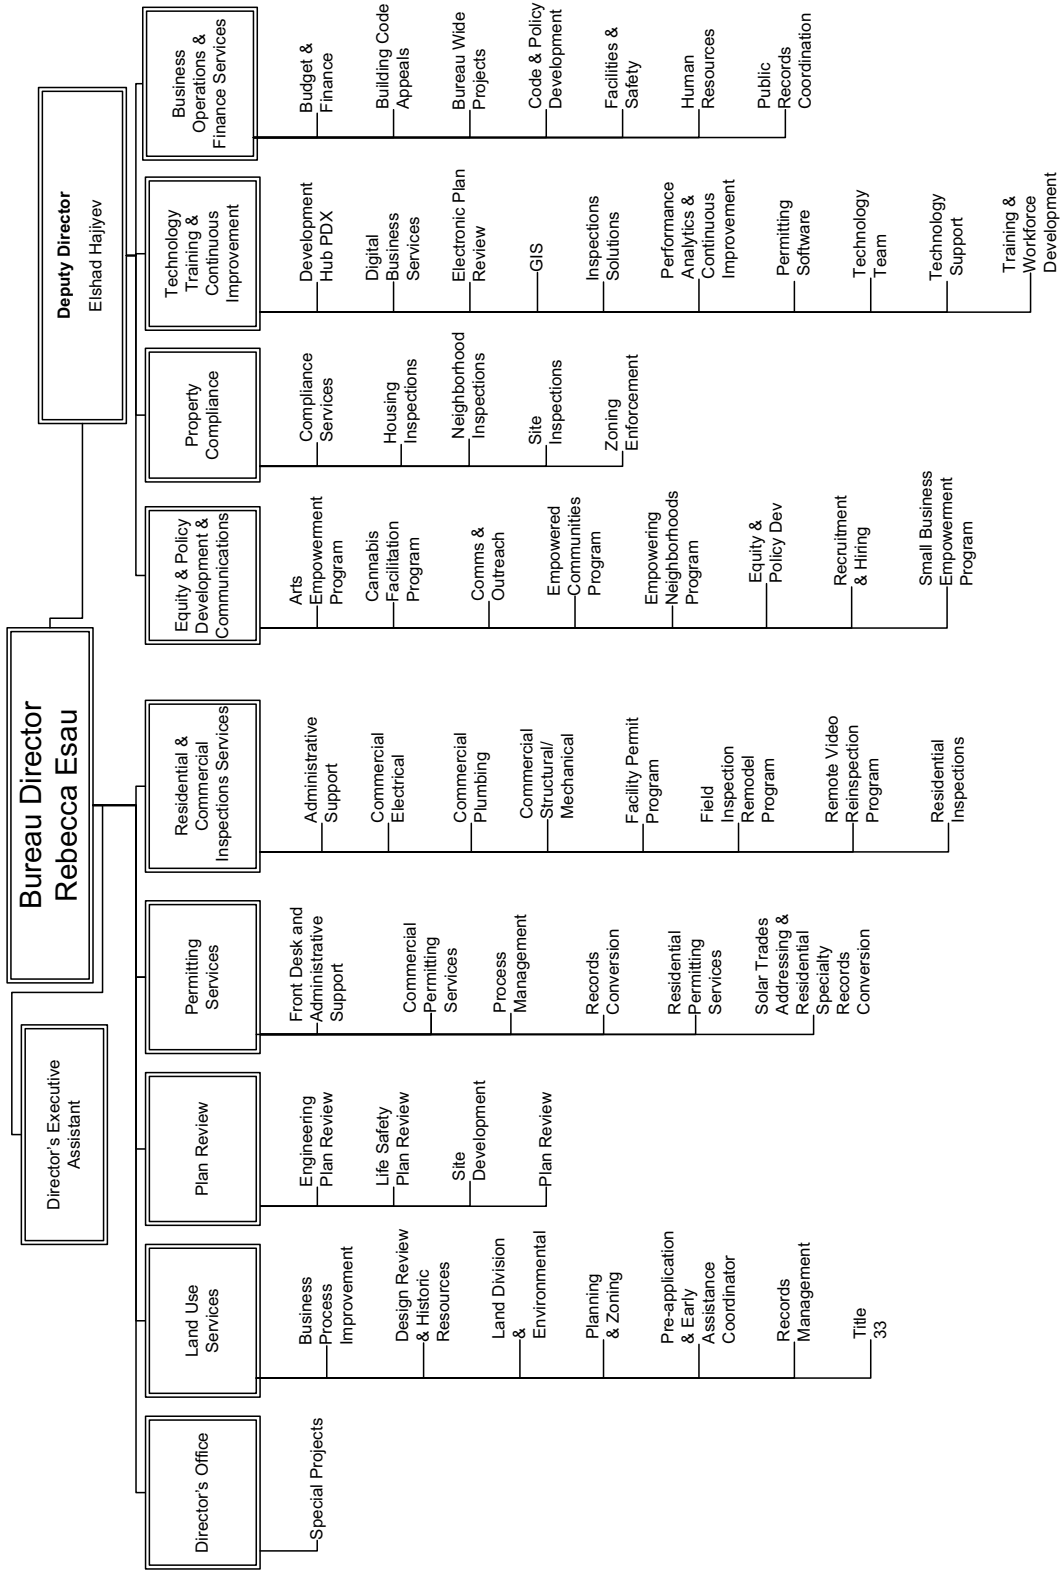 Bureau Director
Rebecca Esau
Deputy Director
Elshad Hajiyev
Director's Executive
Assistant
Director's Office
Special Projects
Land Use
Services
Business
Process
Improvement
Design Review
& Historic
Resources
Land Division
&
Environmental
Planning
& Zoning
Pre-application
& Early
Assistance
Coordinator
Records
Management
Title
33
Plan Review
Engineering
Plan Review
Life Safety
Plan Review
Site
Development
Plan Review
Permitting
Services
Front Desk and
Administrative
Support
Commercial
Permitting
Services
Process
Management
Records
Conversion
Residential
Permitting
Services
Solar Trades
Addressing &
Residential
Specialty
Records
Conversion
Residential &
Commercial
Inspections Services
Administrative
Support
Commercial
Electrical
Commercial
Plumbing
Commercial
Structural/
Mechanical
Facility Permit
Program
Field
Inspection
Remodel
Program
Remote Video
Reinspection
Program
Residential
Inspections
Equity & Policy
Development &
Communications
Arts
Empowerment
Program
Cannabis
Facilitation
Program
Comms &
Outreach
Empowered
Communities
Program
Empowering
Neighborhoods
Program
Equity &
Policy Dev
Recruitment
& Hiring
Small Business
Empowerment
Program
Property
Compliance
Compliance
Services
Housing
Inspections
Neighborhood
Inspections
Site
Inspections
Zoning
Enforcement
Technology
Training &
Continuous
Improvement
Development
Hub PDX
Digital
Business
Services
Electronic Plan
Review
GIS
Inspections
Solutions
Performance
Analytics &
Continuous
Improvement
Permitting
Software
Technology
Team
Technology
Support
Training &
Workforce
Development
Business
Operations &
Finance Services
Budget &
Finance
Building Code
Appeals
Bureau Wide
Projects
Code & Policy
Development
Facilities &
Safety
Human
Resources
Public
Records
Coordination